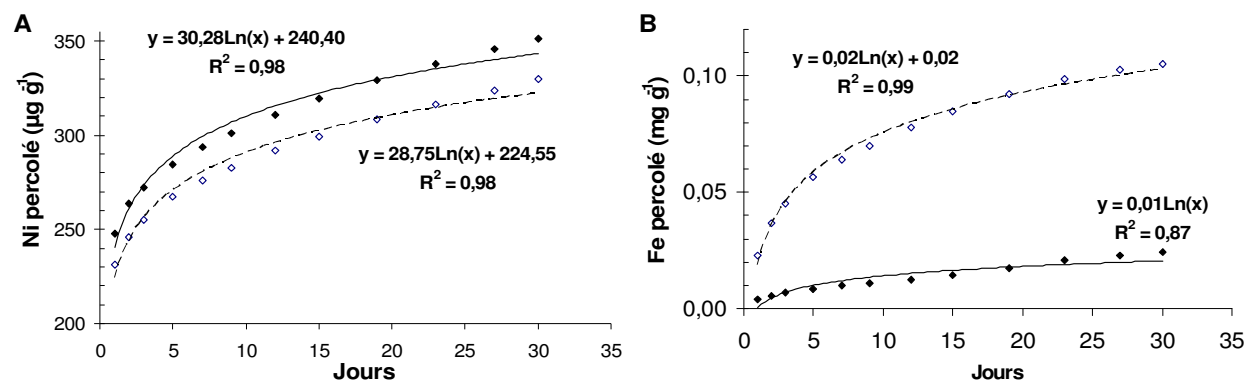 A
y = 30,28Ln(x) + 240,40
R² = 0,98
y = 28,75Ln(x) + 224,55
R² = 0,98
Ni percolé (µg g⁻¹)
350
300
250
200
0 5 10 15 20 25 30 35
Jours
B
y = 0,02Ln(x) + 0,02
R² = 0,99
y = 0,01Ln(x)
R² = 0,87
Fe percolé (mg g⁻¹)
0,10
0,05
0,00
0 5 10 15 20 25 30 35
Jours